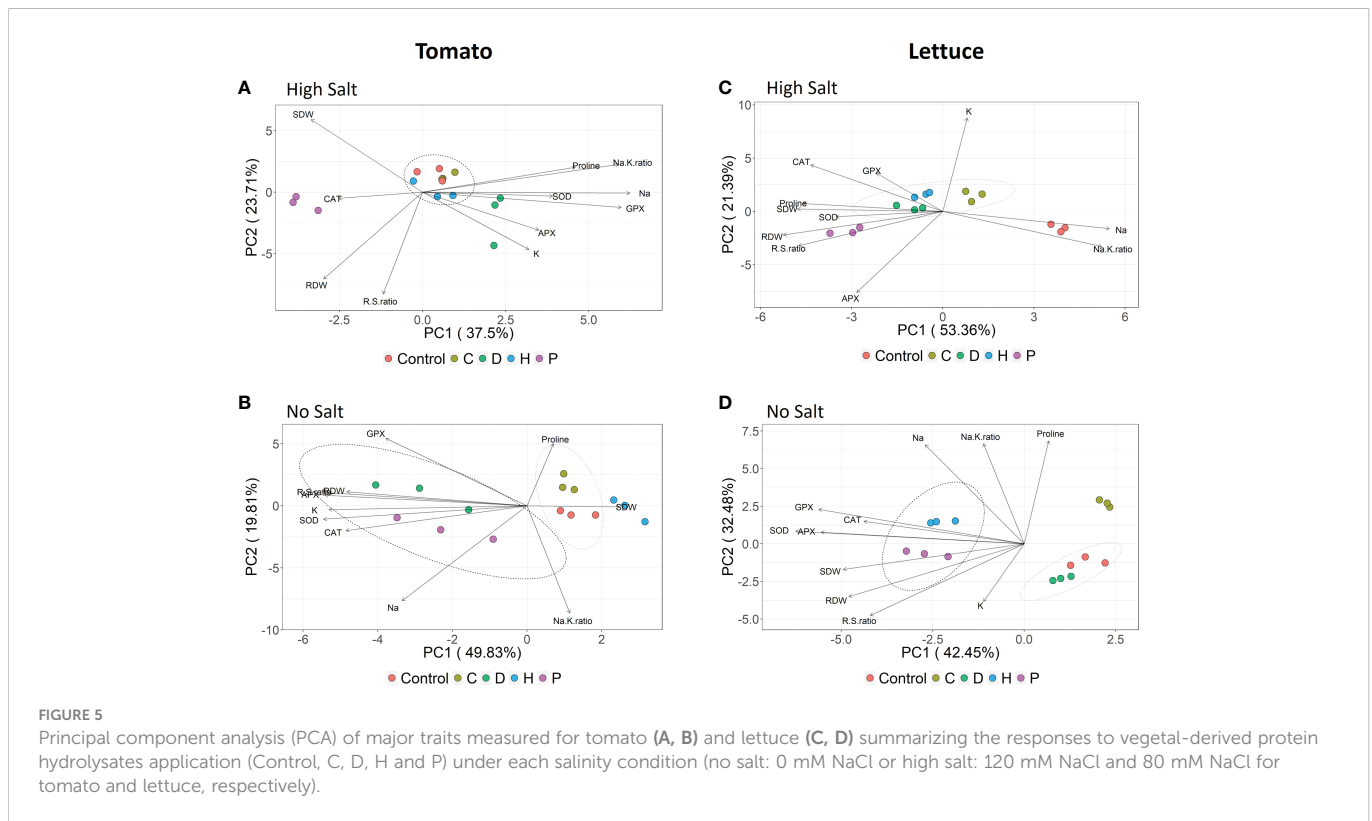 Tomato
Lettuce
A
High Salt
SDW
Proline
Na.K.ratio
CAT
SOD
Na
GPX
APX
K
RDW
R.S.ratio
5
0
-5
PC2 ( 23.71%)
-2.5 0.0 2.5 5.0
PC1 ( 37.5%)
Control C D H P
C
High Salt
K
CAT
GPX
Proline
SDW
SOD
RDW
R.S.ratio
Na
Na.K.ratio
APX
10
5
0
-5
PC2 ( 21.39%)
-6 -3 0 3 6
PC1 ( 53.36%)
Control C D H P
B
No Salt
GPX
Proline
R.S.ratio
APX
RDW
K
SOD
SDW
CAT
Na
Na.K.ratio
5
0
-5
-10
PC2 ( 19.81%)
-6 -4 -2 0 2
PC1 ( 49.83%)
Control C D H P
D
No Salt
Na
Na.K.ratio
Proline
GPX
CAT
SOD
APX
SDW
RDW
K
R.S.ratio
7.5
5.0
2.5
0.0
-2.5
-5.0
PC2 ( 32.48%)
-5.0 -2.5 0.0 2.5
PC1 ( 42.45%)
Control C D H P
FIGURE 5
Principal component analysis (PCA) of major traits measured for tomato (A, B) and lettuce (C, D) summarizing the responses to vegetal-derived protein
hydrolysates application (Control, C, D, H and P) under each salinity condition (no salt: 0 mM NaCl or high salt: 120 mM NaCl and 80 mM NaCl for
tomato and lettuce, respectively).